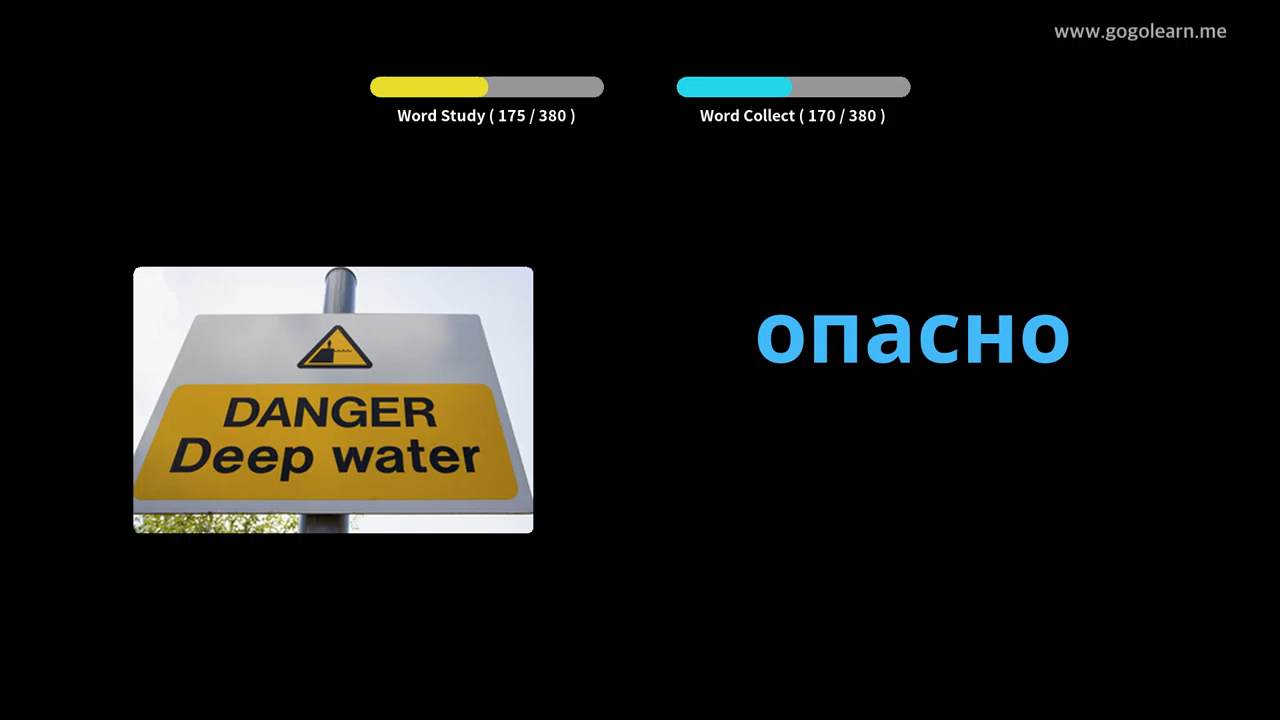 www.gogolearn.me
Word Study ( 175 / 380 )
Word Collect ( 170 / 380 )
DANGER
Deep water
опасно